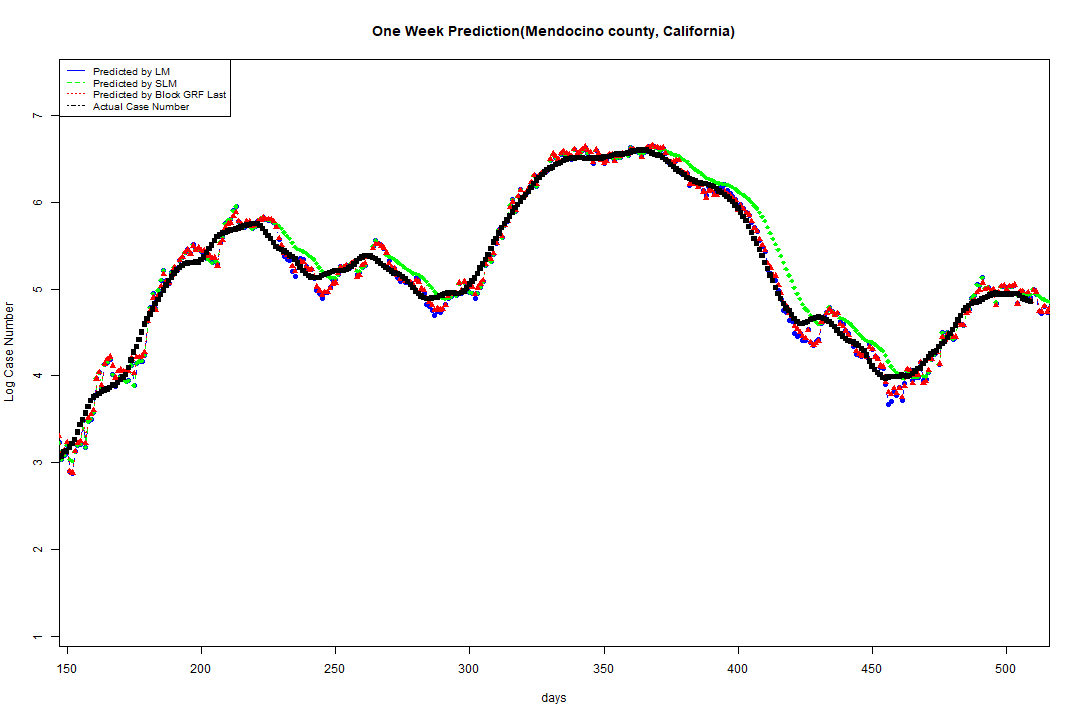 One Week Prediction(Mendocino county, California)
Predicted by LM
Predicted by SLM
Predicted by Block GRF Last
Actual Case Number
7
6
5
4
3
2
1
Log Case Number
150 200 250 300 350 400 450 500
days